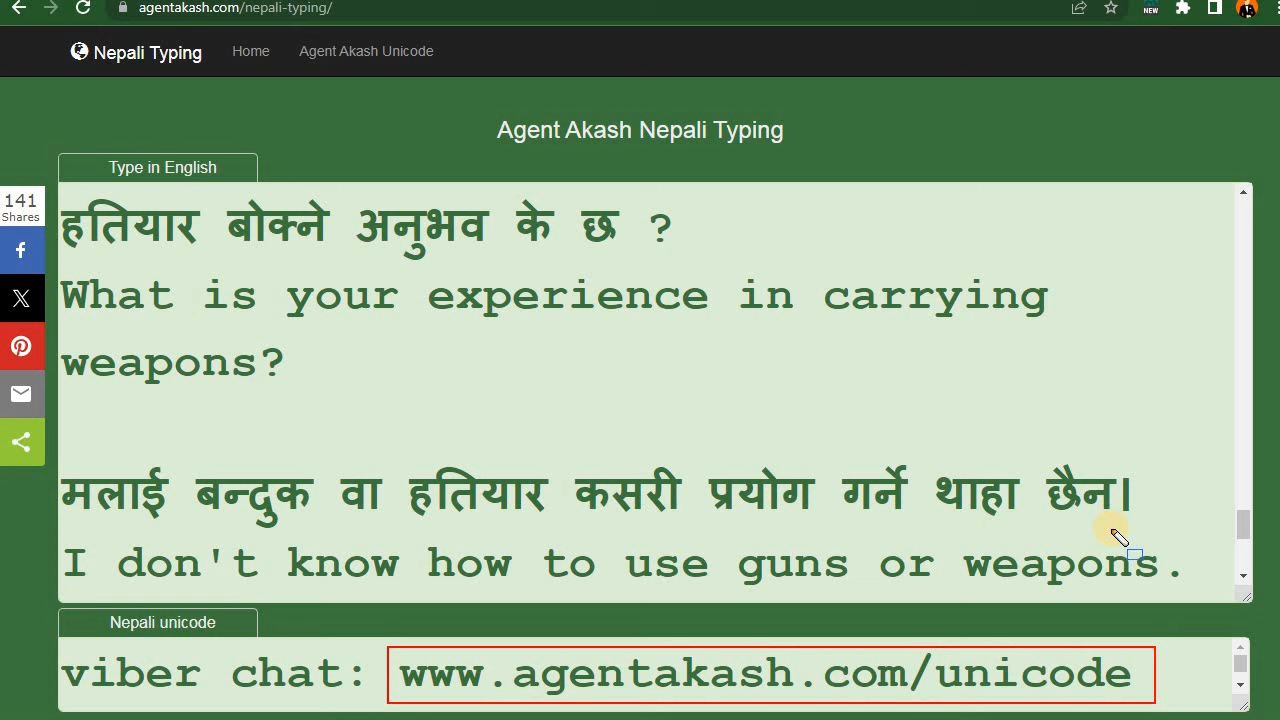 agentakash.com/nepali-typing/
NEW
Nepali Typing Home Agent Akash Unicode
Agent Akash Nepali Typing
Type in English
141
Shares
हतियार बोक्ने अनुभव के छ ?
What is your experience in carrying
weapons?
मलाई बन्दुक वा हतियार कसरी प्रयोग गर्ने थाहा छैन।
I don't know how to use guns or weapons.
Nepali unicode
viber chat: www.agentakash.com/unicode